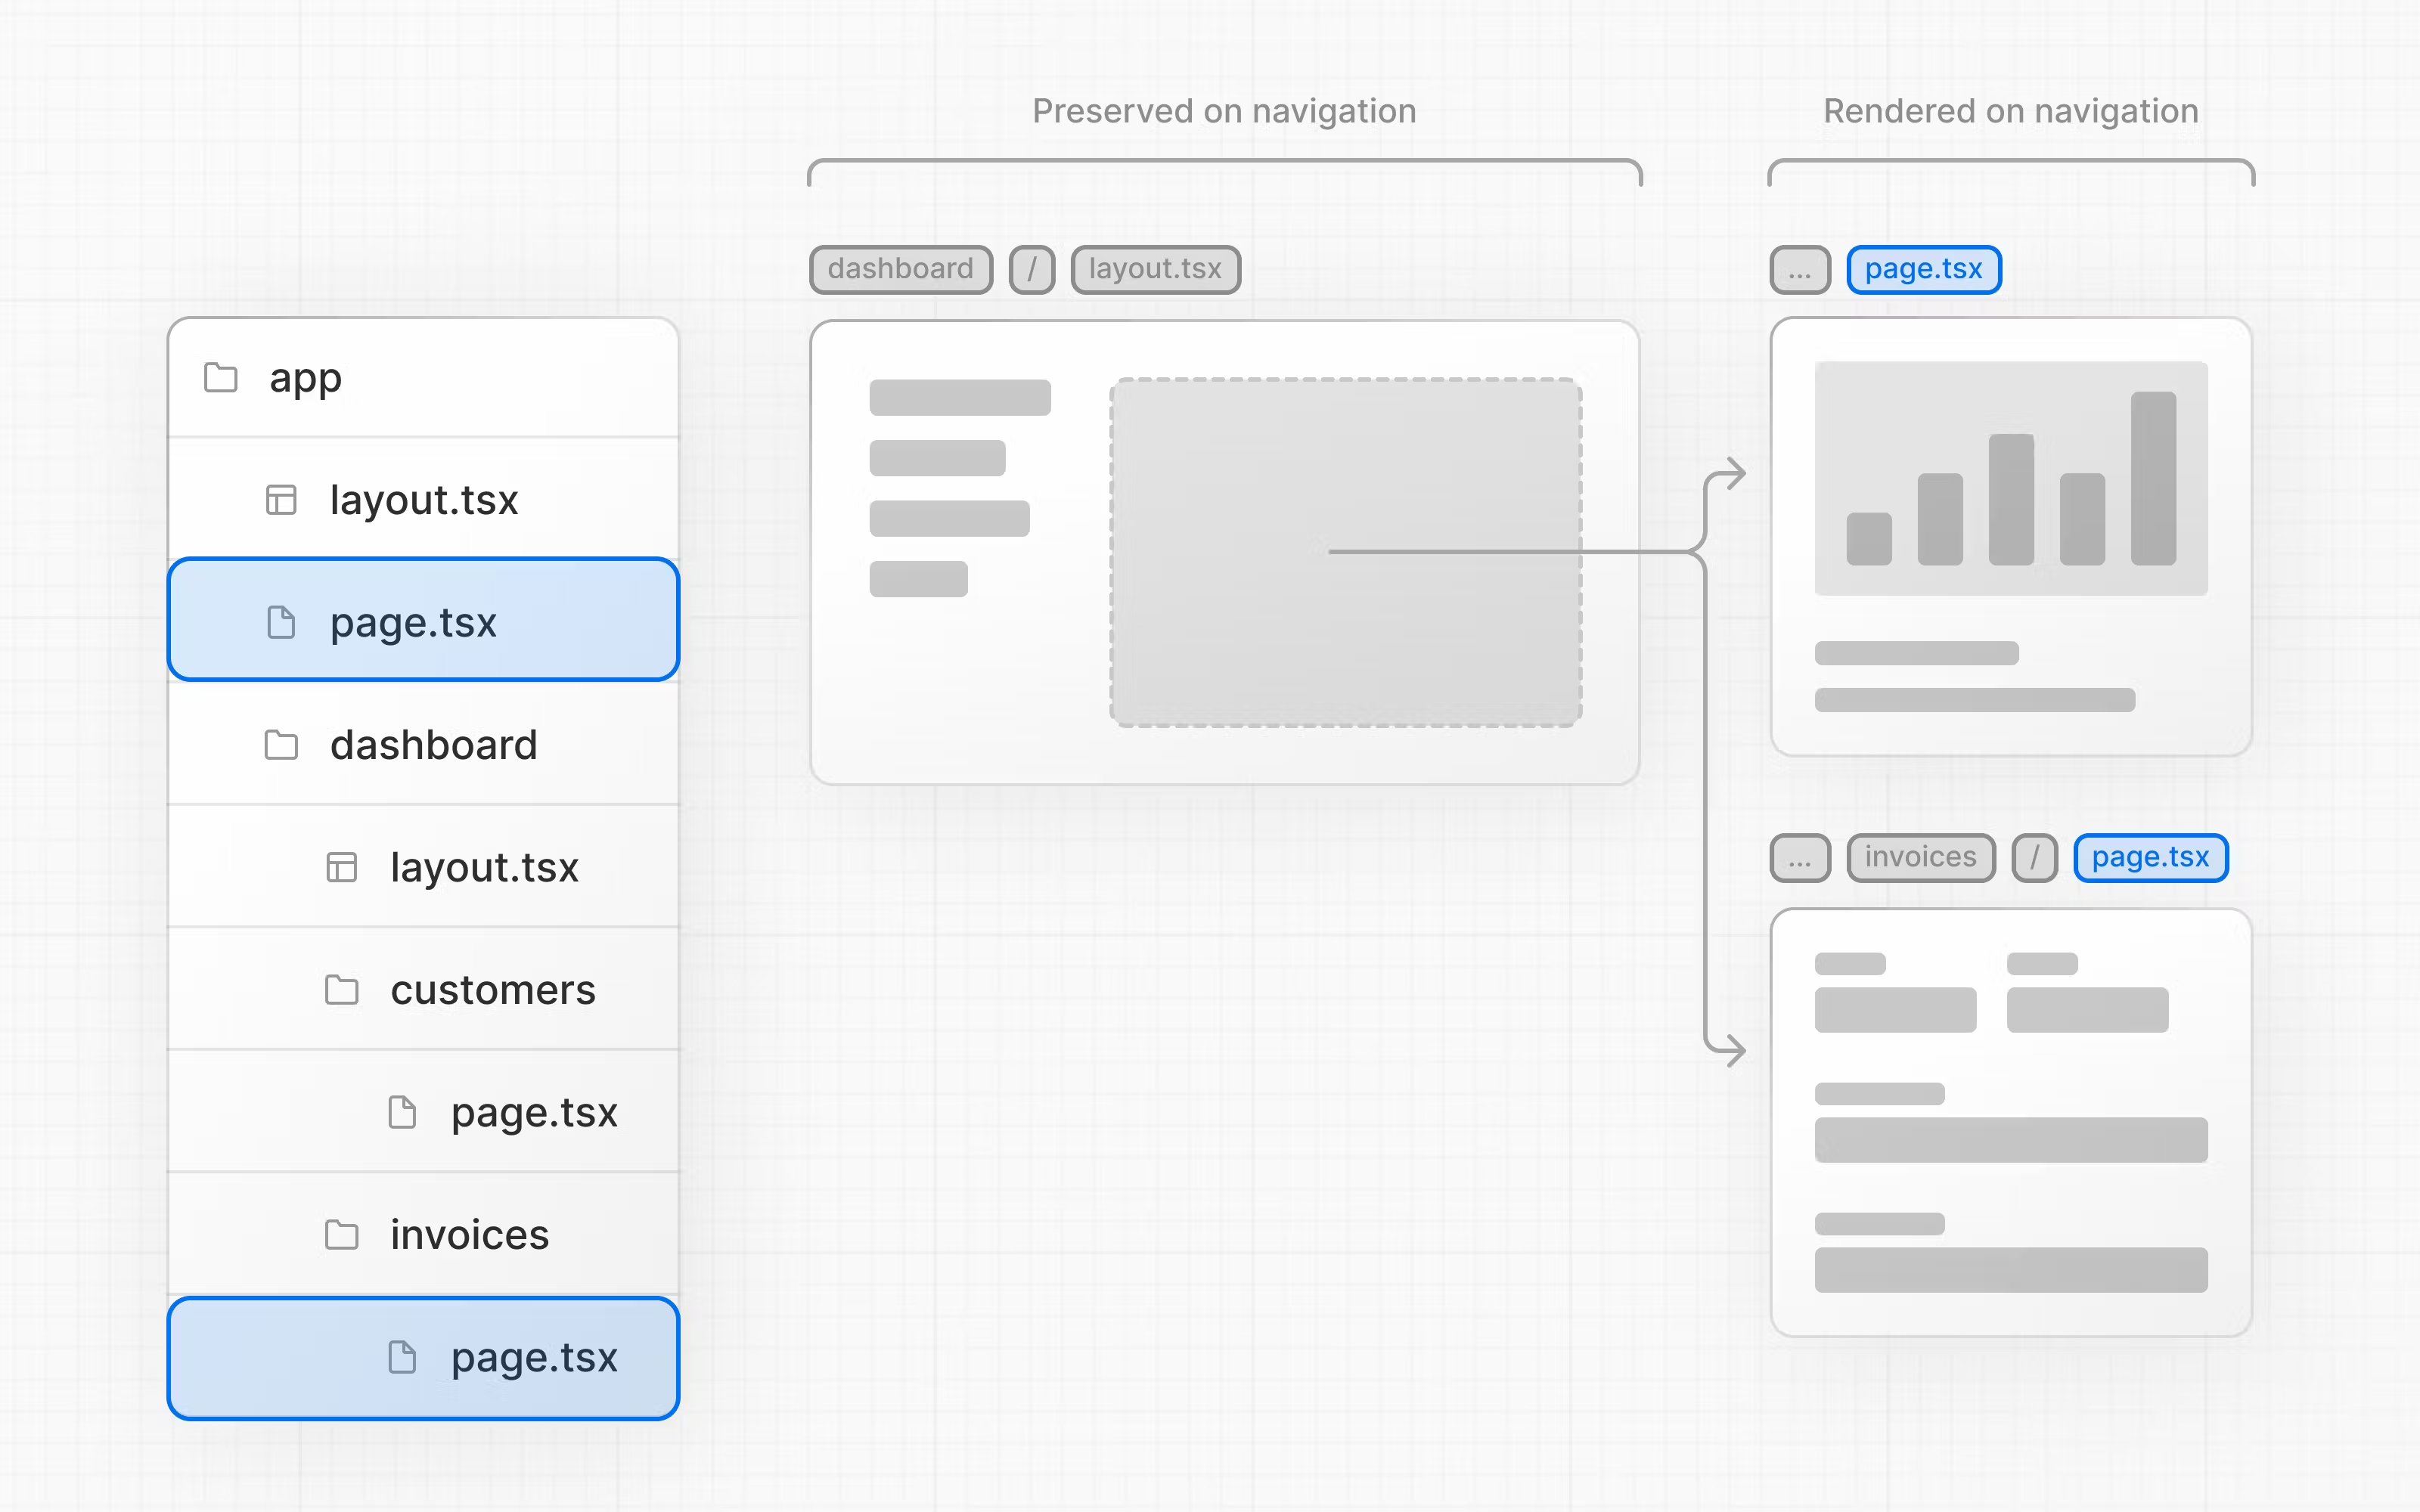 Preserved on navigation
Rendered on navigation
dashboard / layout.tsx
... page.tsx
app
layout.tsx
page.tsx
dashboard
layout.tsx
customers
page.tsx
invoices
page.tsx
... invoices / page.tsx